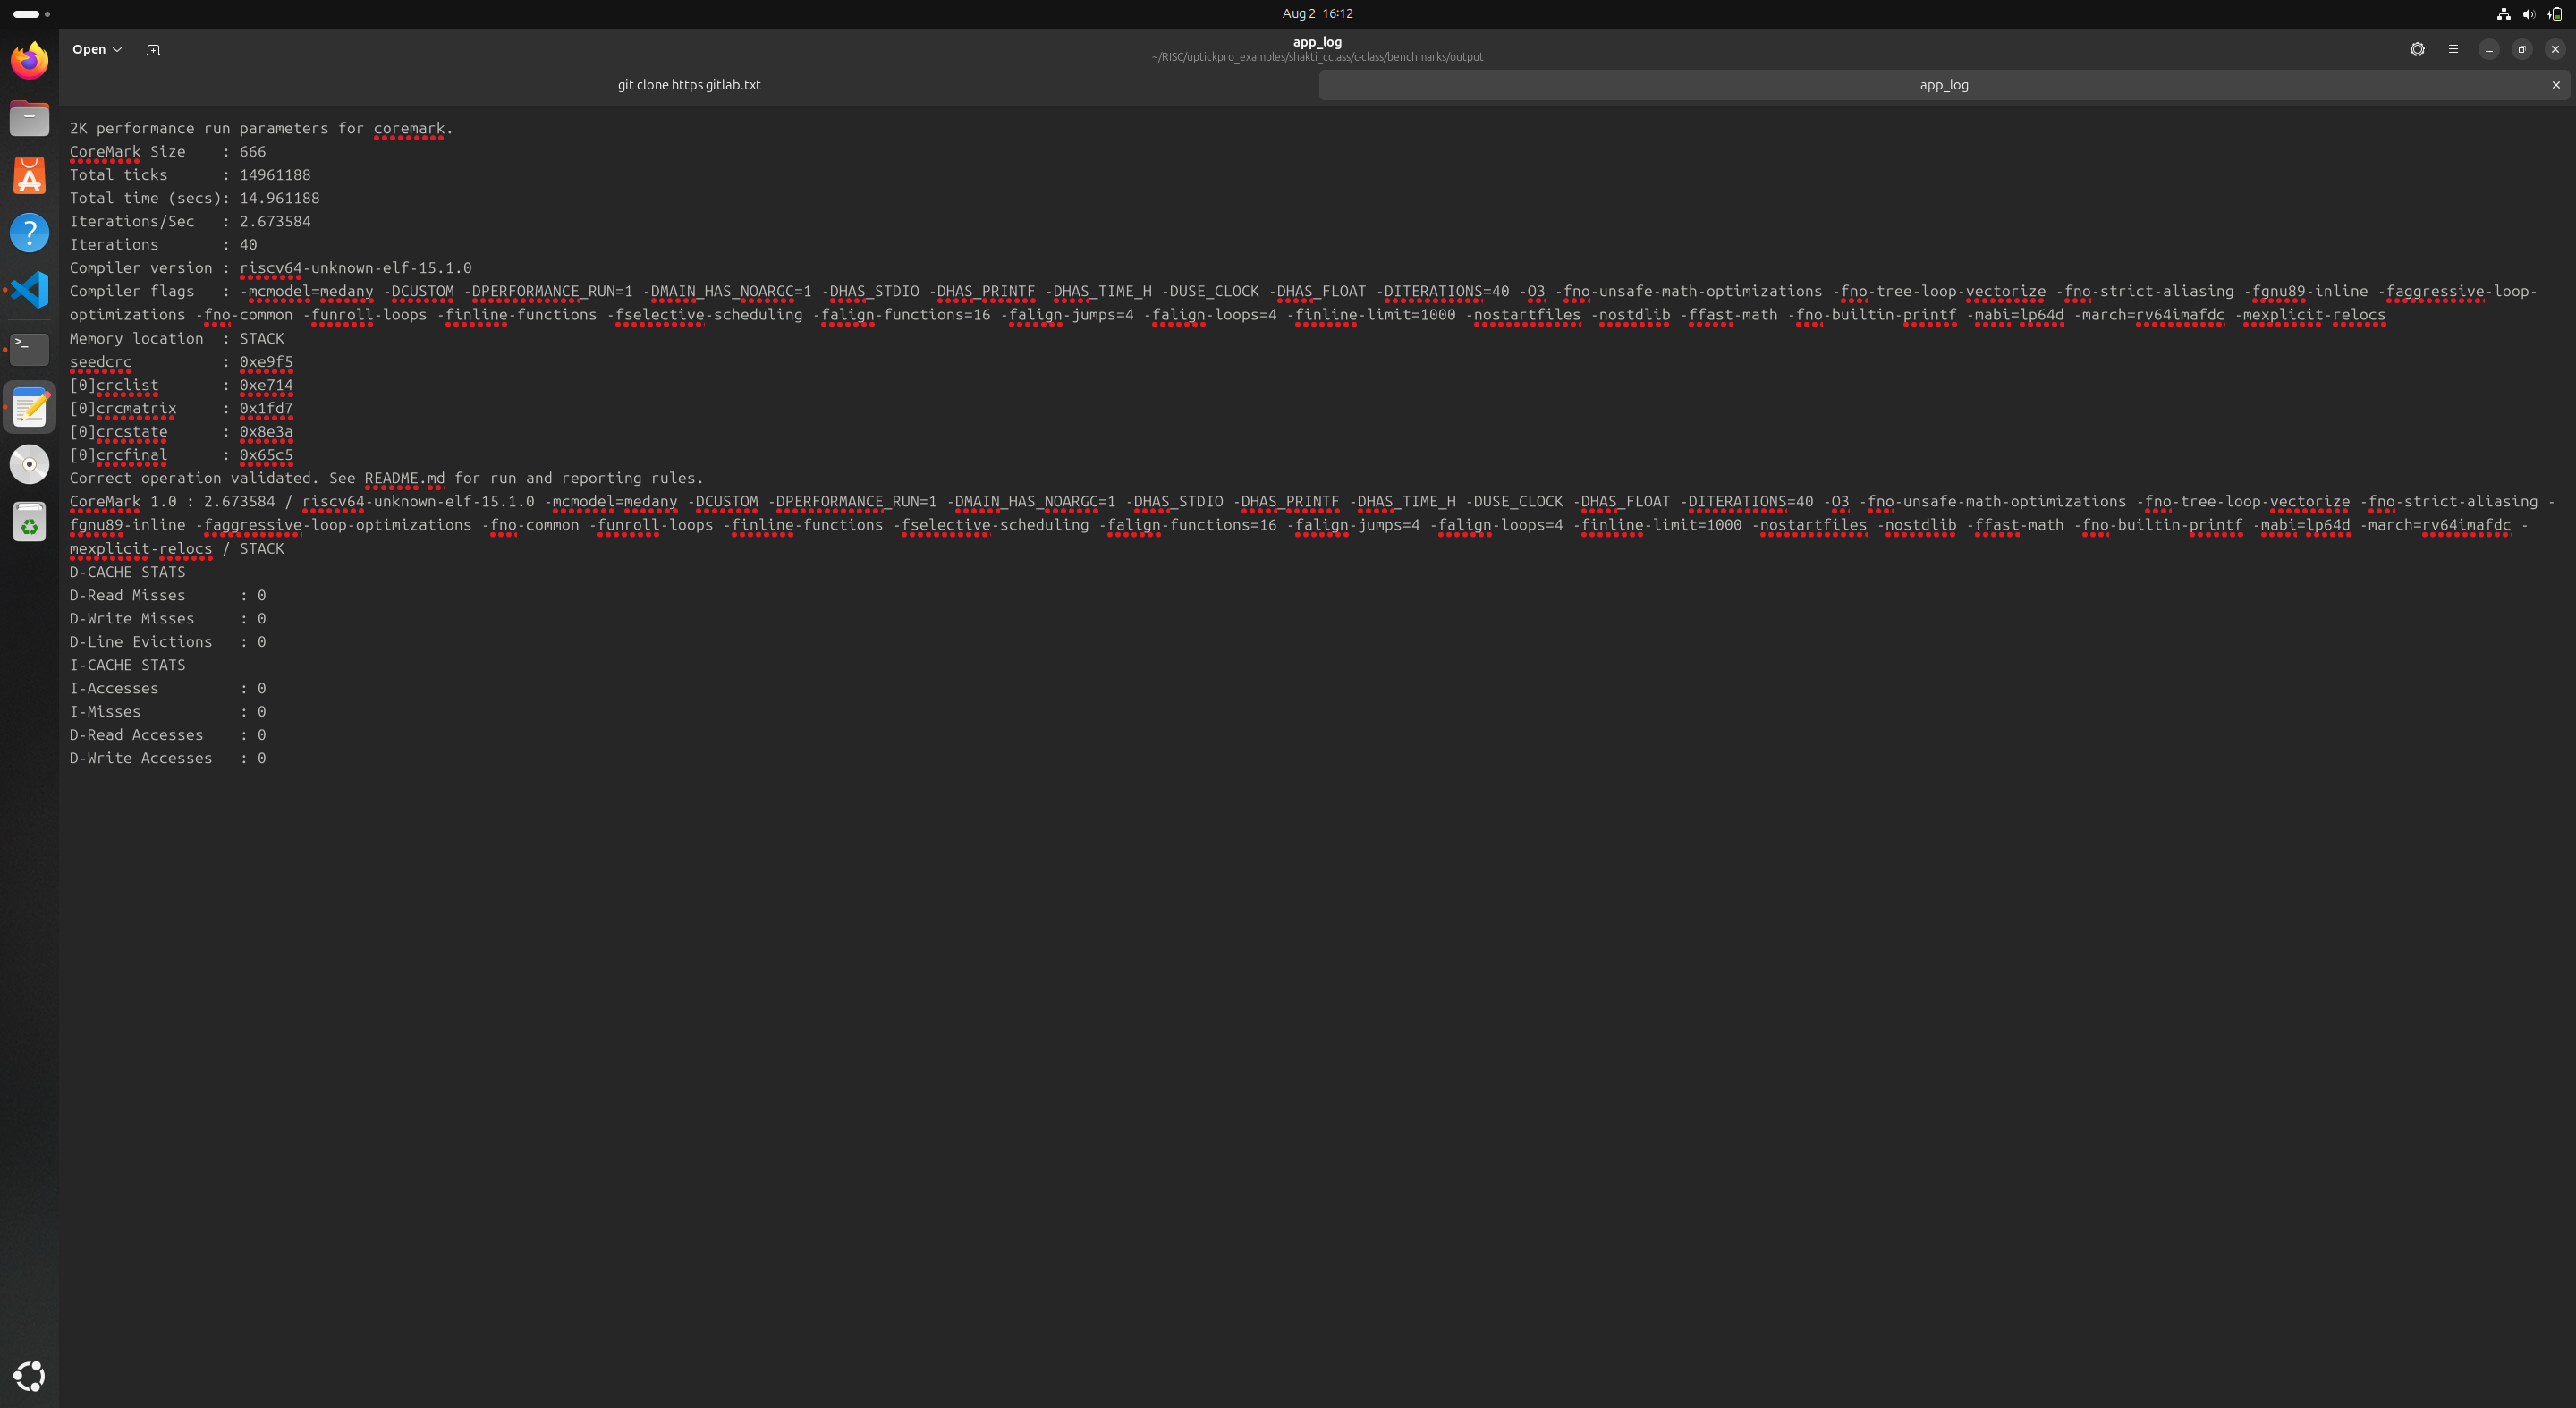 Aug 2 16:12
Open
app_log
~/RISC/uptickpro_examples/shakti_cclass/c-class/benchmarks/output
git clone https gitlab.txt
app_log
2K performance run parameters for coremark.
CoreMark Size    : 666
Total ticks      : 14961188
Total time (secs): 14.961188
Iterations/Sec   : 2.673584
Iterations       : 40
Compiler version : riscv64-unknown-elf-15.1.0
Compiler flags   : -mcmodel=medany -DCUSTOM -DPERFORMANCE_RUN=1 -DMAIN_HAS_NOARGC=1 -DHAS_STDIO -DHAS_PRINTF -DHAS_TIME_H -DUSE_CLOCK -DHAS_FLOAT -DITERATIONS=40 -O3 -fno-unsafe-math-optimizations -fno-tree-loop-vectorize -fno-strict-aliasing -fgnu89-inline -faggressive-loop-
optimizations -fno-common -funroll-loops -finline-functions -fselective-scheduling -falign-functions=16 -falign-jumps=4 -falign-loops=4 -finline-limit=1000 -nostartfiles -nostdlib -ffast-math -fno-builtin-printf -mabi=lp64d -march=rv64imafdc -mexplicit-relocs
Memory location  : STACK
seedcrc          : 0xe9f5
[0]crclist       : 0xe714
[0]crcmatrix     : 0x1fd7
[0]crcstate      : 0x8e3a
[0]crcfinal      : 0x65c5
Correct operation validated. See README.md for run and reporting rules.
CoreMark 1.0 : 2.673584 / riscv64-unknown-elf-15.1.0 -mcmodel=medany -DCUSTOM -DPERFORMANCE_RUN=1 -DMAIN_HAS_NOARGC=1 -DHAS_STDIO -DHAS_PRINTF -DHAS_TIME_H -DUSE_CLOCK -DHAS_FLOAT -DITERATIONS=40 -O3 -fno-unsafe-math-optimizations -fno-tree-loop-vectorize -fno-strict-aliasing -
fgnu89-inline -faggressive-loop-optimizations -fno-common -funroll-loops -finline-functions -fselective-scheduling -falign-functions=16 -falign-jumps=4 -falign-loops=4 -finline-limit=1000 -nostartfiles -nostdlib -ffast-math -fno-builtin-printf -mabi=lp64d -march=rv64imafdc -
mexplicit-relocs / STACK
D-CACHE STATS
D-Read Misses      : 0
D-Write Misses     : 0
D-Line Evictions   : 0
I-CACHE STATS
I-Accesses         : 0
I-Misses           : 0
D-Read Accesses    : 0
D-Write Accesses   : 0